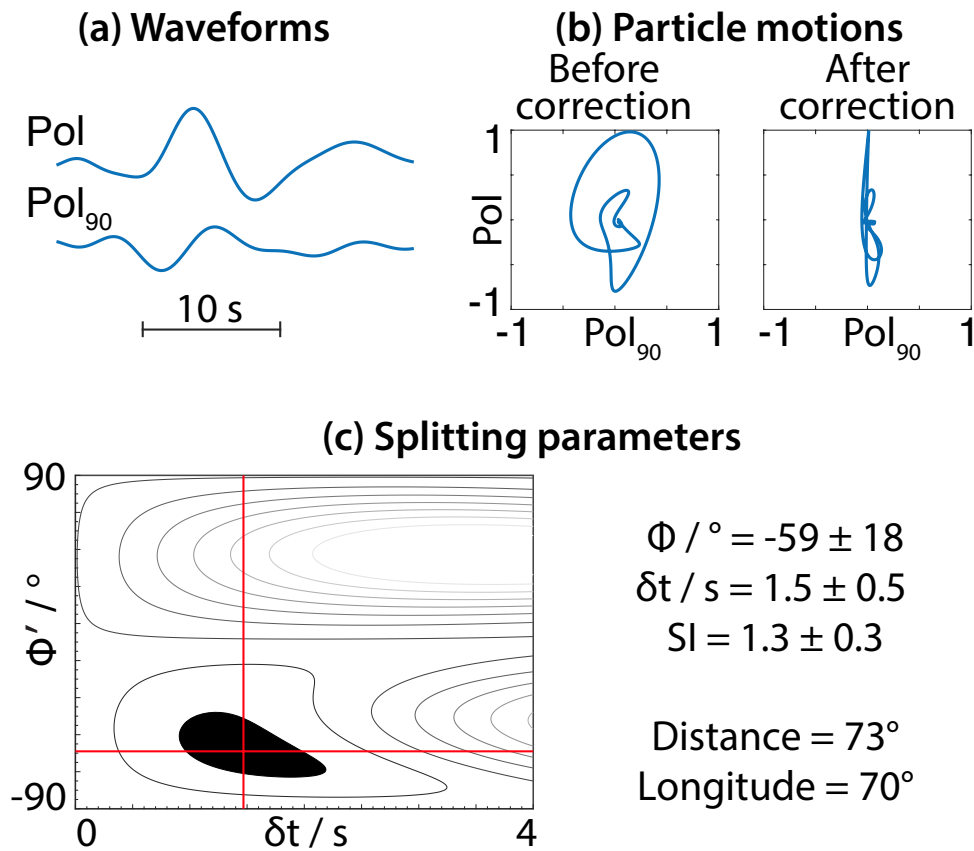 (a) Waveforms
Pol
Pol90
10 s
(b) Particle motions
Before
correction
After
correction
1
Pol
-1
-1
Pol90
1
-1
Pol90
1
(c) Splitting parameters
90
Φ’ / °
-90
0
δt / s
4
Φ / ° = -59 ± 18
δt / s = 1.5 ± 0.5
SI = 1.3 ± 0.3
Distance = 73°
Longitude = 70°